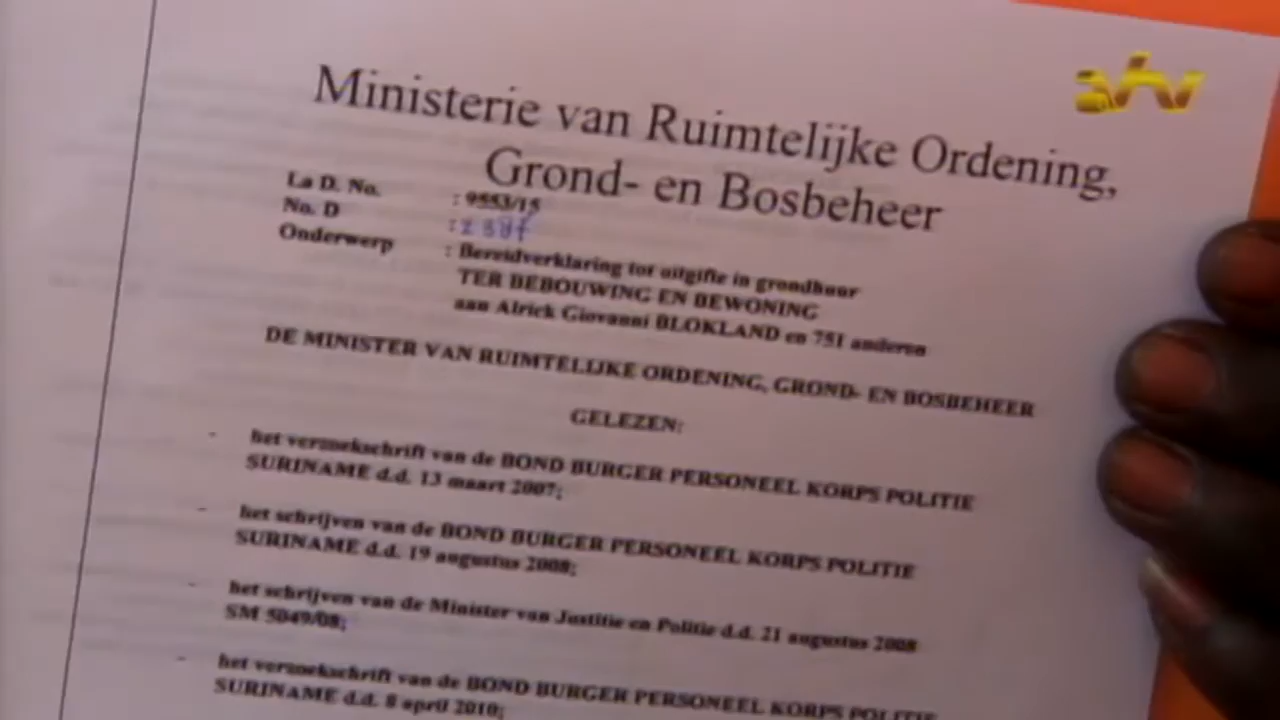 Ministerie van Ruimtelijke Ordening,
Grond- en Bosbeheer
La D. No. : 9553/15
No. D :
Onderwerp : Bereidverklaring tot uitgifte in grondhuur
TER BEBOUWING EN BEWONING
aan Alrick Giovanni BLOKLAND en 751 anderen
DE MINISTER VAN RUIMTELIJKE ORDENING, GROND- EN BOSBEHEER
GELEZEN:
- het verzoekschrift van de BOND BURGER PERSONEEL KORPS POLITIE
SURINAME d.d. 13 maart 2007;
- het schrijven van de BOND BURGER PERSONEEL KORPS POLITIE
SURINAME d.d. 19 augustus 2008;
- het schrijven van de Minister van Justitie en Politie d.d. 21 augustus 2008
SM 5049/08;
- het verzoekschrift van de BOND BURGER PERSONEEL KORPS POLITIE
SURINAME d.d. 8 april 2010;